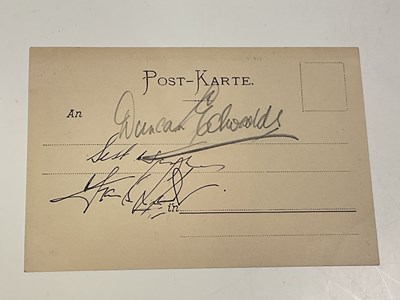 POST-KARTE.
An
Duncan Edwards
Best wishes
in